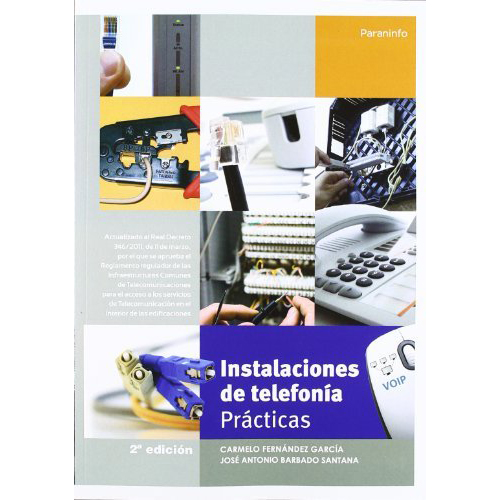 Paraninfo
Actualizado al Real Decreto
346/2011, de 11 de marzo,
por el que se aprueba el
Reglamento regulador de las
Infraestructuras Comunes
de Telecomunicaciones
para el acceso a los servicios
de Telecomunicación en el
interior de las edificaciones
Instalaciones
de telefonía
Prácticas
VOIP
2ª edición
CARMELO FERNÁNDEZ GARCÍA
JOSÉ ANTONIO BARBADO SANTANA